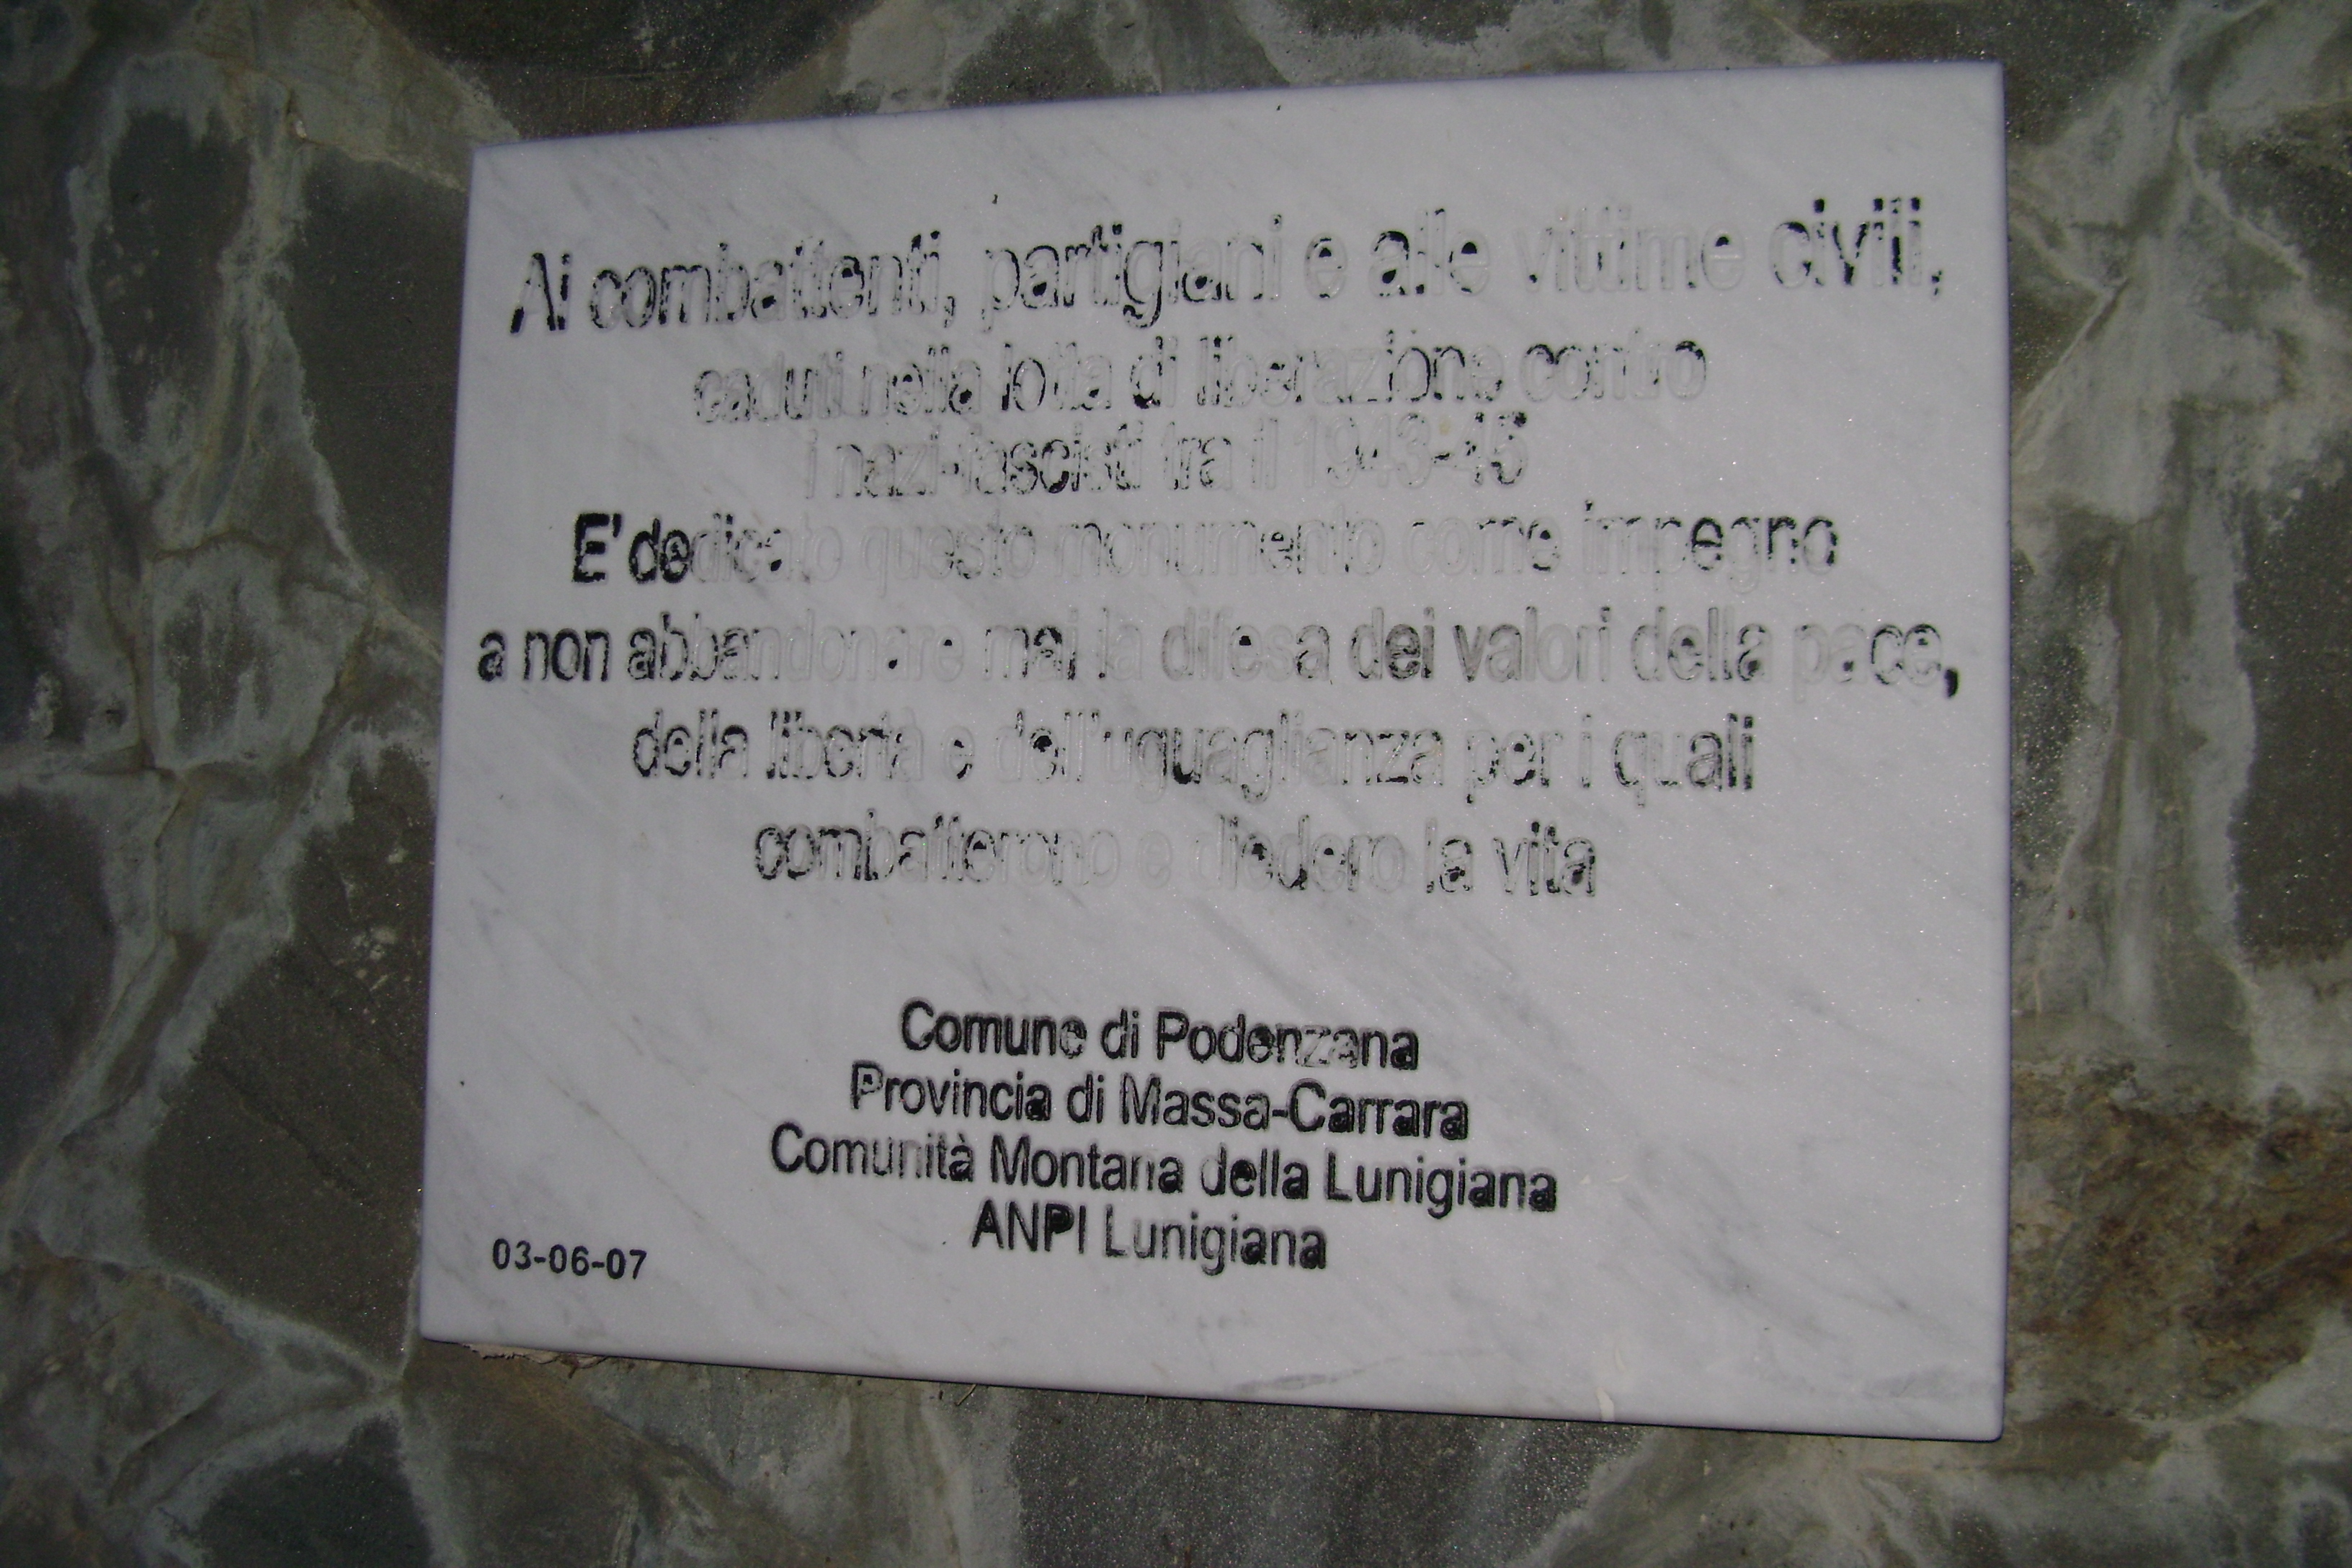 Ai combattenti, partigiani e alle vittime civili,
caduti nella lotta di liberazione contro
i nazi-fascisti tra il 1943-45
E' dedicato questo monumento come impegno
a non abbandonare mai la difesa dei valori della pace,
della libertà e dell'uguaglianza per i quali
combatterono e diedero la vita
Comune di Podenzana
Provincia di Massa-Carrara
Comunità Montana della Lunigiana
ANPI Lunigiana
03-06-07